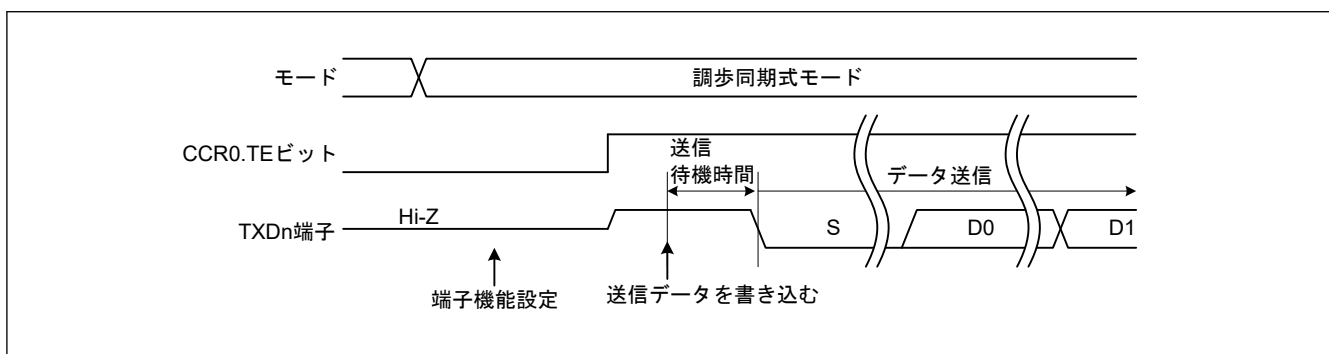 モード
調歩同期式モード
CCR0.TEビット
送信
待機時間
データ送信
TXDn端子
Hi-Z
S
D0
D1
端子機能設定
送信データを書き込む